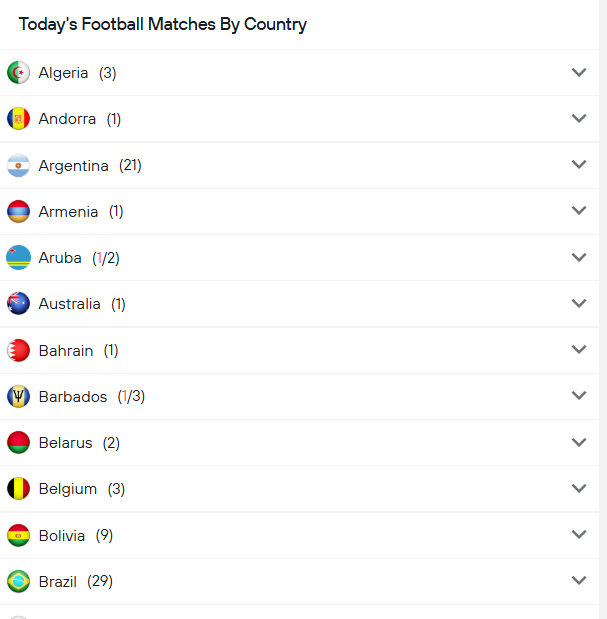 Today's Football Matches By Country
Algeria (3)
Andorra (1)
Argentina (21)
Armenia (1)
Aruba (1/2)
Australia (1)
Bahrain (1)
Barbados (1/3)
Belarus (2)
Belgium (3)
Bolivia (9)
Brazil (29)